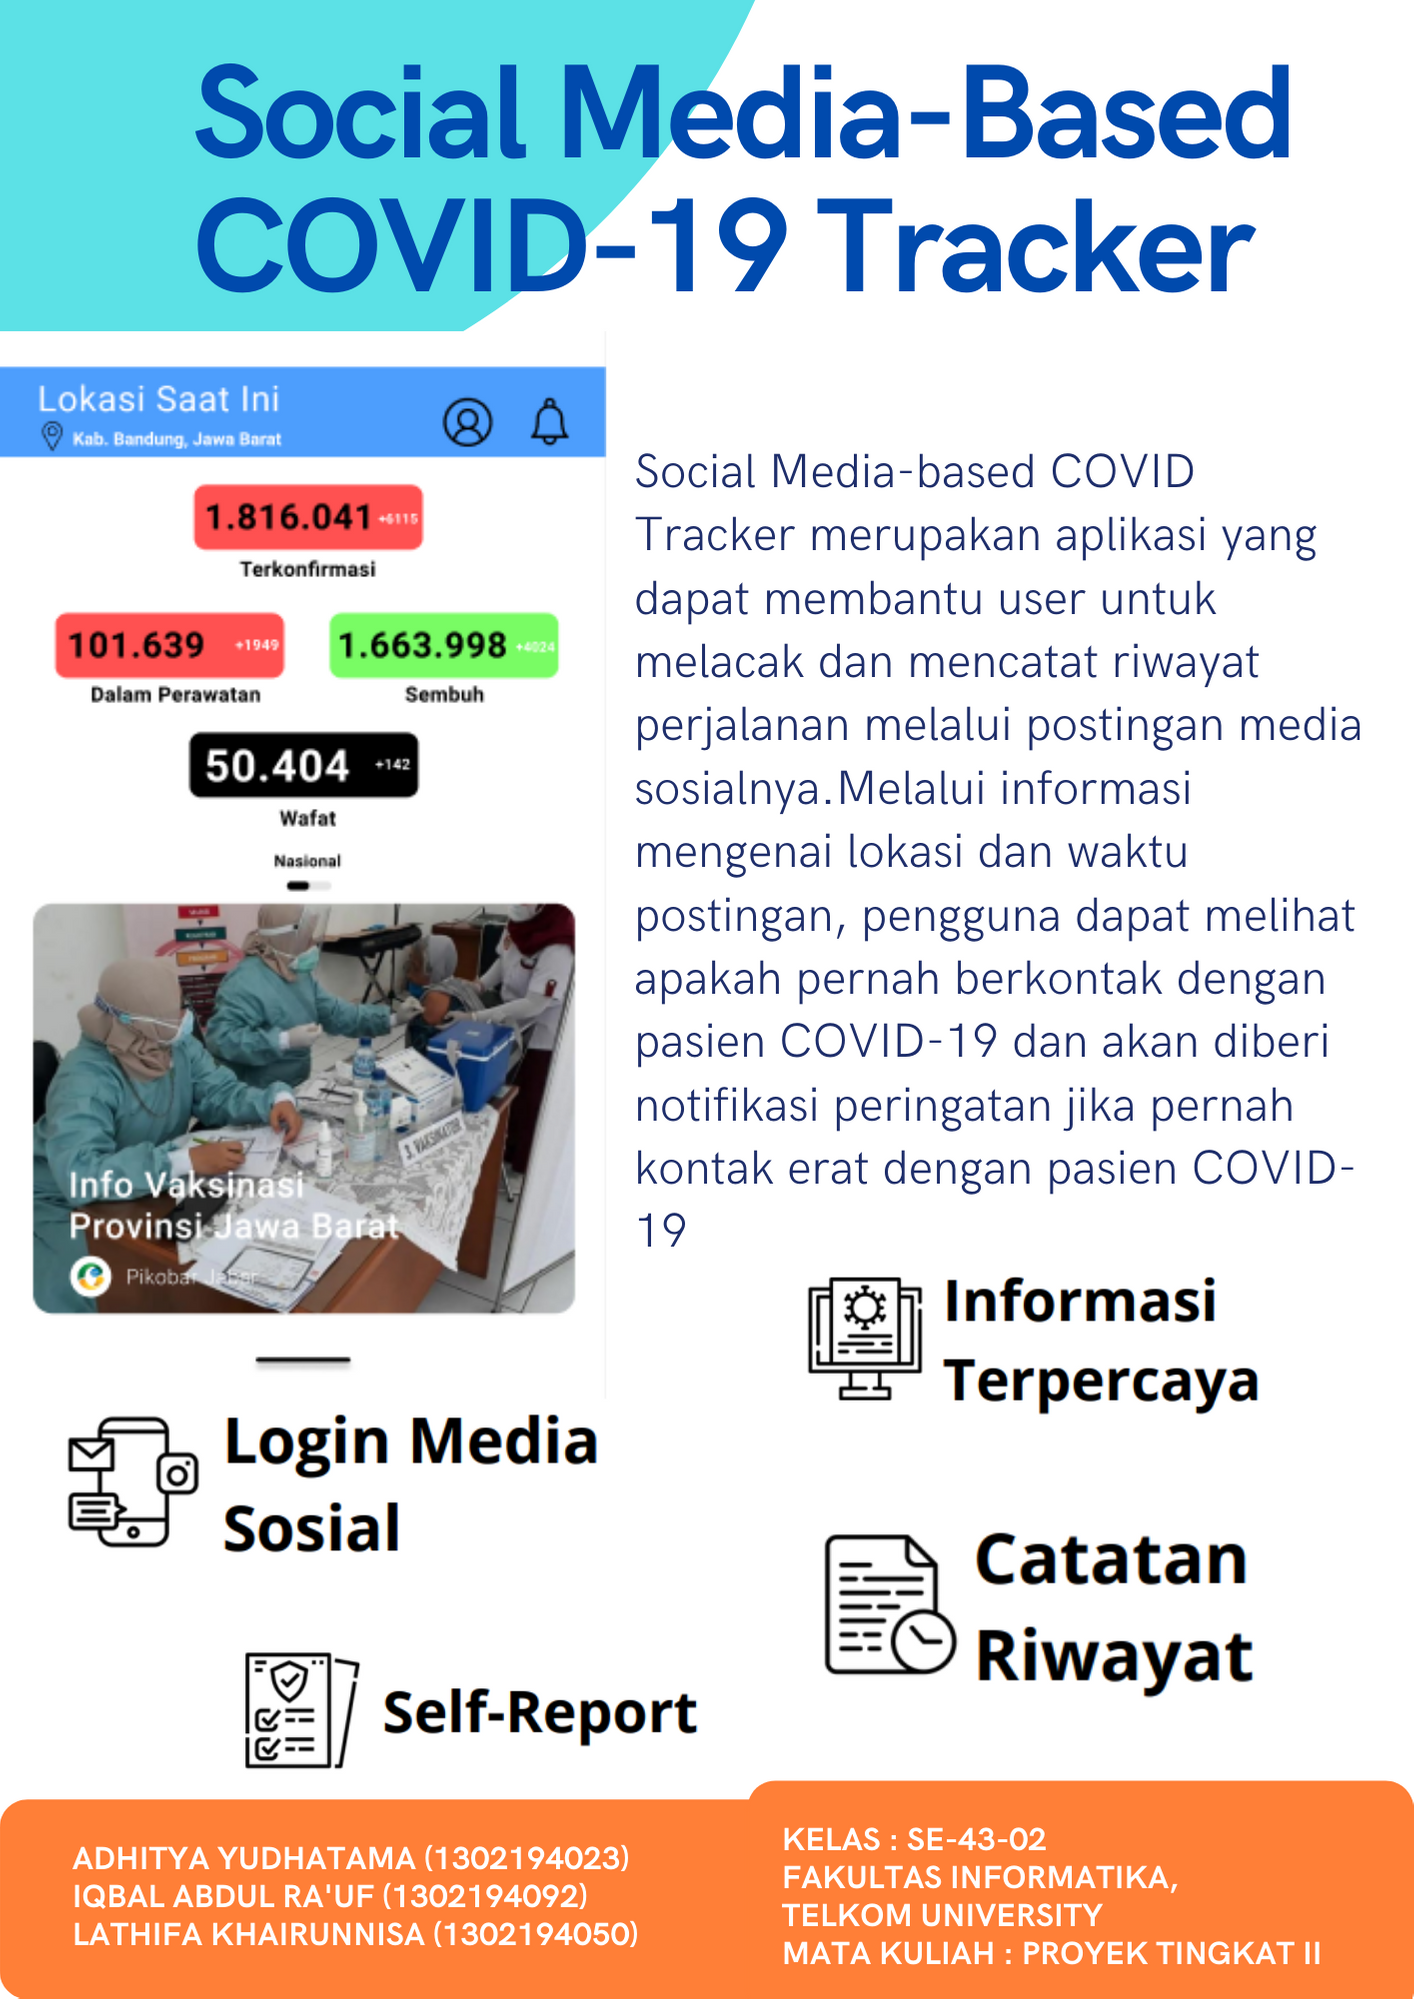 Social Media-Based
COVID-19 Tracker
Lokasi Saat Ini
Kab. Bandung, Jawa Barat
1.816.041 +6115
Terkonfirmasi
101.639 +1949
Dalam Perawatan
1.663.998 +4024
Sembuh
50.404 +142
Wafat
Nasional
3. VAKSINATOR
Info Vaksinasi
Provinsi Jawa Barat
Pikobar Jabar
Social Media-based COVID
Tracker merupakan aplikasi yang
dapat membantu user untuk
melacak dan mencatat riwayat
perjalanan melalui postingan media
sosialnya.Melalui informasi
mengenai lokasi dan waktu
postingan, pengguna dapat melihat
apakah pernah berkontak dengan
pasien COVID-19 dan akan diberi
notifikasi peringatan jika pernah
kontak erat dengan pasien COVID-
19
Informasi
Terpercaya
Login Media
Sosial
Catatan
Riwayat
Self-Report
ADHITYA YUDHATAMA (1302194023)
IQBAL ABDUL RA'UF (1302194092)
LATHIFA KHAIRUNNISA (1302194050)
KELAS : SE-43-02
FAKULTAS INFORMATIKA,
TELKOM UNIVERSITY
MATA KULIAH : PROYEK TINGKAT II